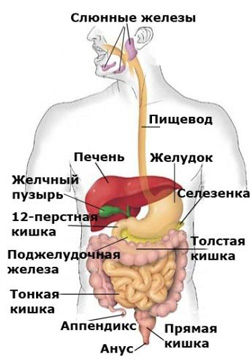 Слюнные железы
Пищевод
Печень
Желудок
Желчный
пузырь
Селезенка
12-перстная
кишка
Толстая
кишка
Поджелудочная
железа
Тонкая
кишка
Аппендикс
Прямая
кишка
Анус